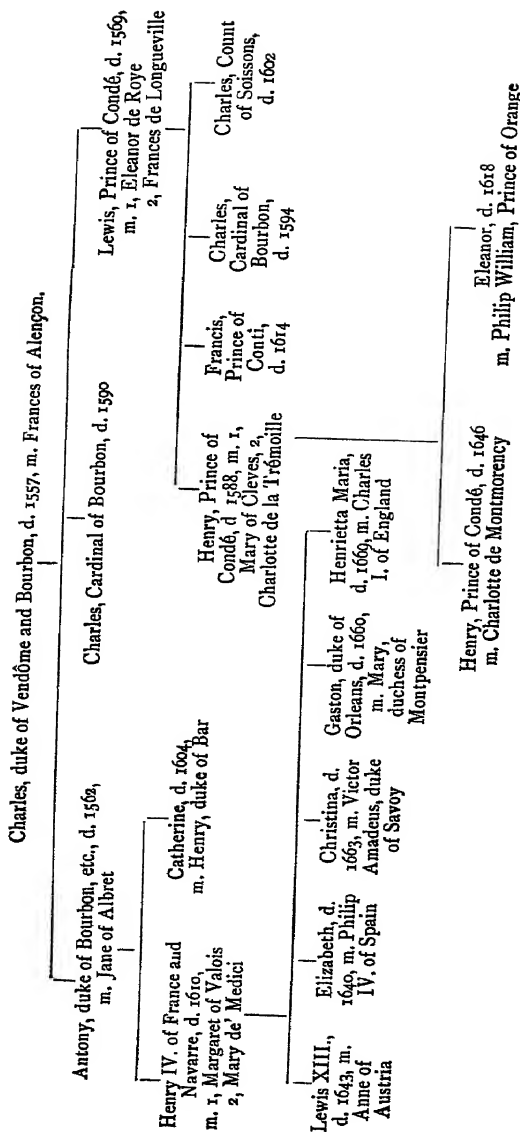 Charles, duke of Vendôme and Bourbon, d. 1557, m. Frances of Alençon.
Antony, duke of Bourbon, etc., d. 1562,
m. Jane of Albret
Charles, Cardinal of Bourbon, d. 1590
Lewis, Prince of Condé, d. 1569,
m. 1, Eleanor de Roye
2, Frances de Longueville
Henry IV. of France and
Navarre, d. 1610,
m. 1, Margaret of Valois
2, Mary de' Medici
Catherine, d. 1604,
m. Henry, duke of Bar
Henry, Prince of
Condé, d 1588, m. 1,
Mary of Cleves, 2,
Charlotte de la Trémoille
Francis,
Prince of
Conti,
d. 1614
Charles,
Cardinal of
Bourbon,
d. 1594
Charles, Count
of Soissons,
d. 1602
Lewis XIII.,
d. 1643, m.
Anne of
Austria
Elizabeth, d.
1640, m. Philip
IV. of Spain
Christina, d.
1663, m. Victor
Amadeus, duke
of Savoy
Gaston, duke of
Orleans, d. 1660,
m. Mary,
duchess of
Montpensier
Henrietta Maria,
d. 1669, m. Charles
I. of England
Henry, Prince of Condé, d. 1646
m. Charlotte de Montmorency
Eleanor, d. 1618
m. Philip William, Prince of Orange